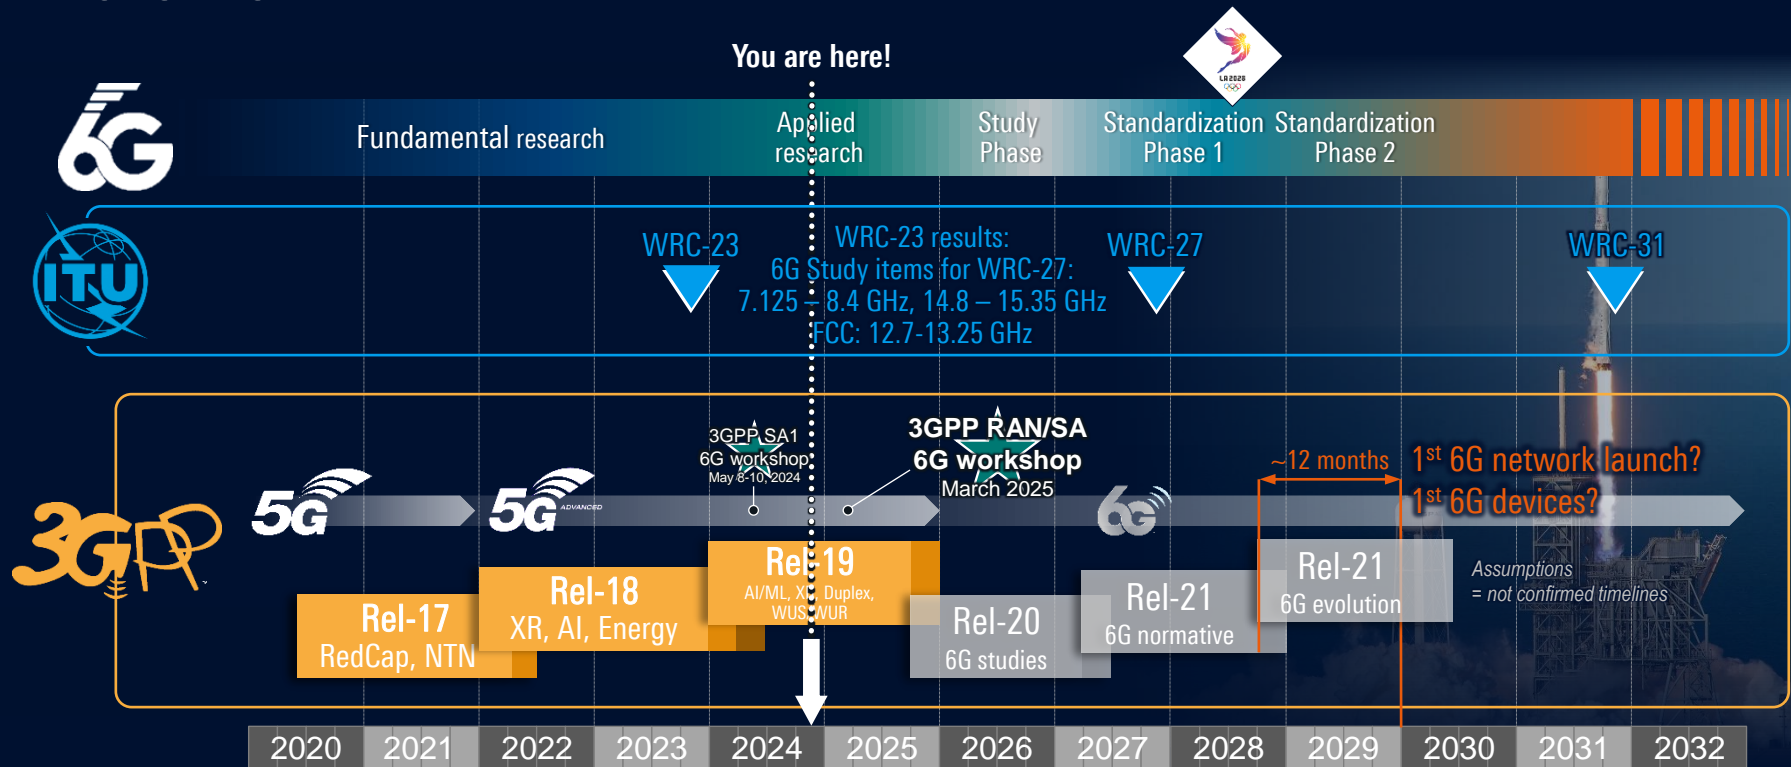 You are here!
LA 2028
6G
Fundamental research
Applied
research
Study
Phase
Standardization
Phase 1
Standardization
Phase 2
ITU
WRC-23
WRC-23 results:
6G Study items for WRC-27:
7.125 – 8.4 GHz, 14.8 – 15.35 GHz
FCC: 12.7-13.25 GHz
WRC-27
WRC-31
3GPP
5G
5G ADVANCED
3GPP SA1
6G workshop
May 8-10, 2024
3GPP RAN/SA
6G workshop
March 2025
6G
~12 months
1st 6G network launch?
1st 6G devices?
Rel-17
RedCap, NTN
Rel-18
XR, AI, Energy
Rel-19
AI/ML, XR, Duplex,
WUS/WUR
Rel-20
6G studies
Rel-21
6G normative
Rel-21
6G evolution
Assumptions
= not confirmed timelines
2020 2021 2022 2023 2024 2025 2026 2027 2028 2029 2030 2031 2032